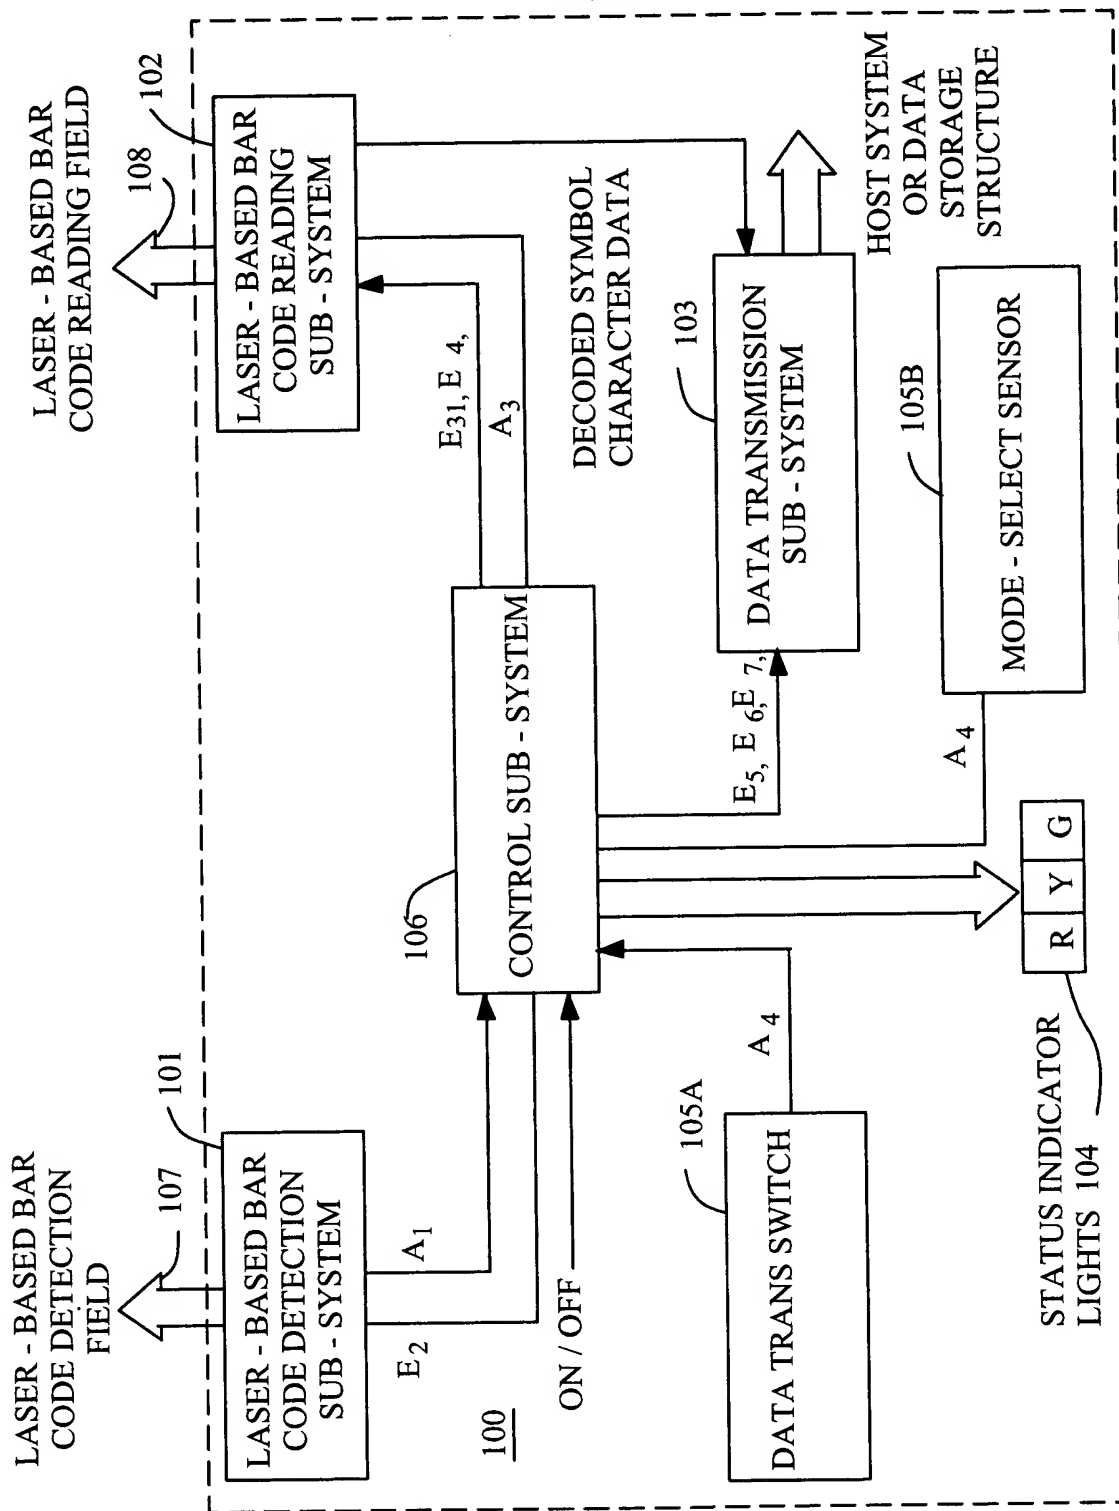 LASER - BASED BAR
CODE DETECTION
FIELD
107
101
LASER - BASED BAR
CODE DETECTION
SUB - SYSTEM
E2
A1
100
ON / OFF
DATA TRANS SWITCH
105A
A4
STATUS INDICATOR
LIGHTS 104
R Y G
106
CONTROL SUB - SYSTEM
LASER - BASED BAR
CODE READING FIELD
108
102
LASER - BASED BAR
CODE READING
SUB - SYSTEM
E31, E 4,
A3
DECODED SYMBOL
CHARACTER DATA
E5, E 6,E 7,
103
DATA TRANSMISSION
SUB - SYSTEM
HOST SYSTEM
OR DATA
STORAGE
STRUCTURE
A4
105B
MODE - SELECT SENSOR